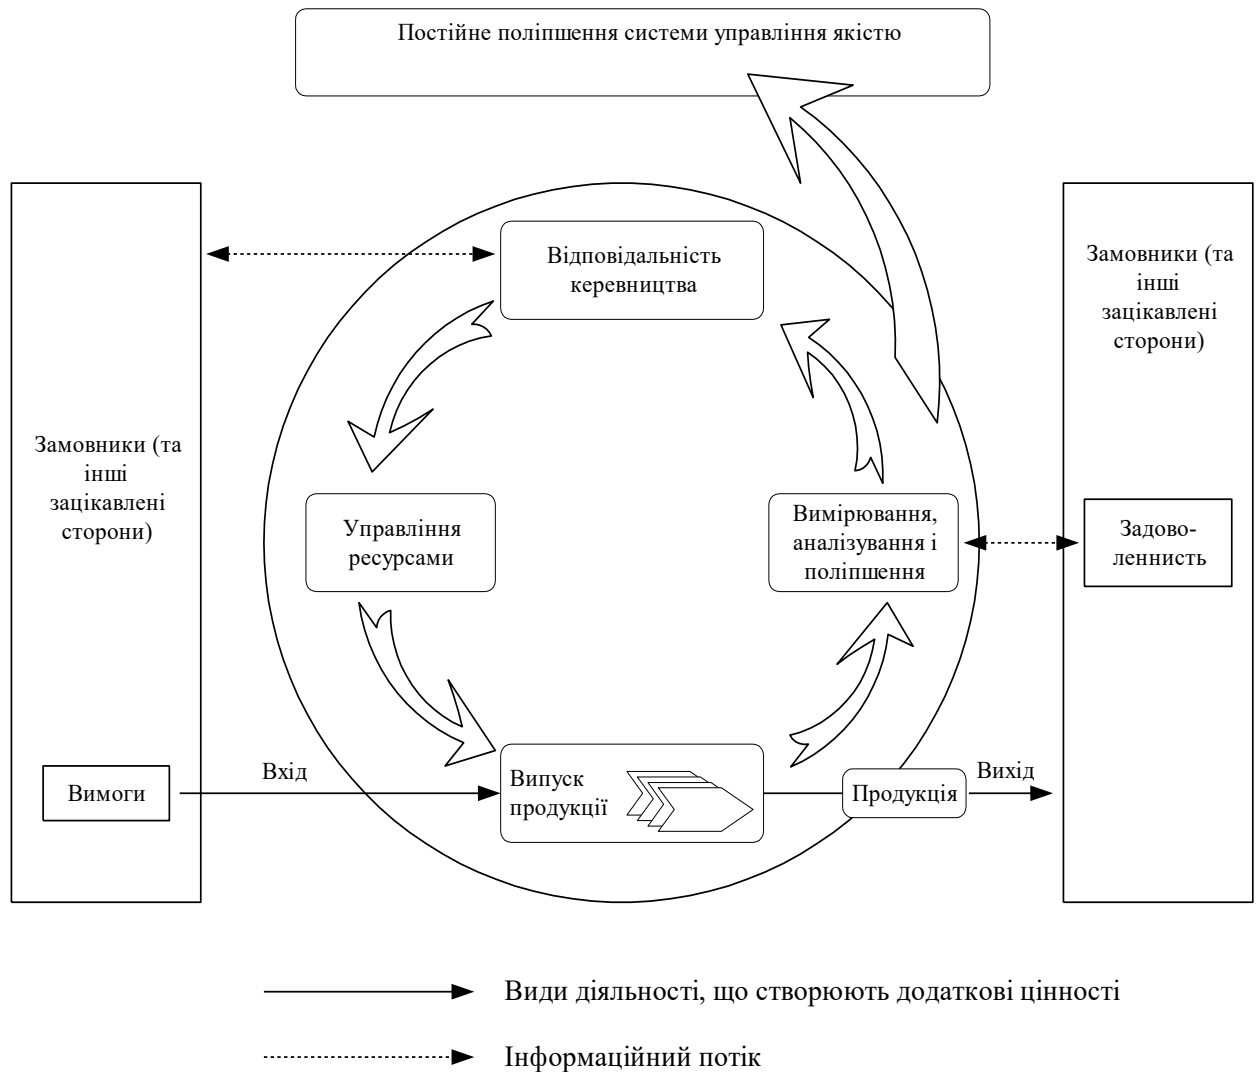 Постійне поліпшення системи управління якістю
Відповідальність
керевництва
Замовники (та
інші
зацікавлені
сторони)
Замовники (та
інші
зацікавлені
сторони)
Управління
ресурсами
Вимірювання,
аналізування і
поліпшення
Задово-
леннисть
Вимоги
Вхід
Випуск
продукції
Продукція
Вихід
Види діяльності, що створюють додаткові цінності
Інформаційний потік